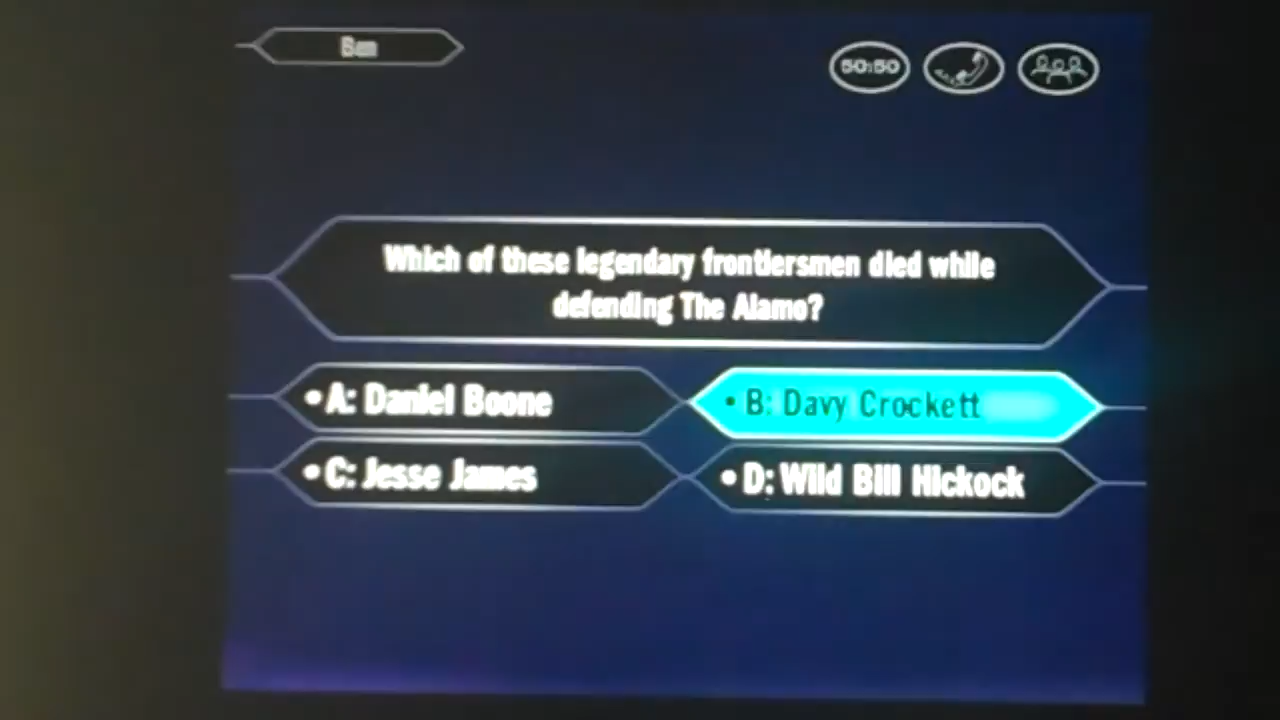 Ben
50:50
Which of these legendary frontiersmen died while
defending The Alamo?
• A: Daniel Boone
• B: Davy Crockett
• C: Jesse James
• D: Wild Bill Hickock